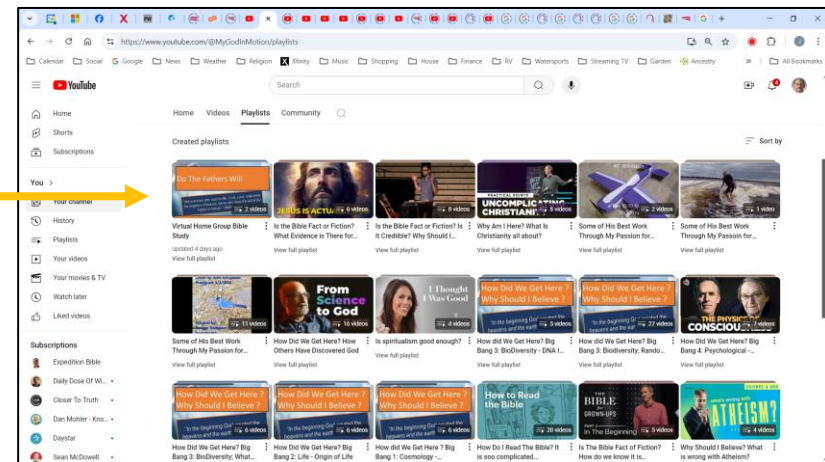 https://www.youtube.com/@MyGodInMotion/playlists
Calendar Social Google News Weather Religion Xfinity Music Shopping House Finance RV Watersports Streaming TV Garden Ancestry » All Bookmarks
YouTube
Search
Home
Shorts
Subscriptions
You >
Your channel
History
Playlists
Your videos
Your movies & TV
Watch later
Liked videos
Subscriptions
Expedition Bible
Daily Dose Of Wi...
Closer To Truth
Dan Mohler - Kno...
Daystar
Sean McDowell
Home Videos Playlists Community
Created playlists
Sort by
Do The Fathers Will
2 videos
Virtual Home Group Bible
Study
Updated 4 days ago
View full playlist
JESUS IS ACTU
6 videos
Is the Bible Fact or Fiction?
What Evidence is There for...
View full playlist
8 videos
Is the Bible Fact or Fiction? Is
It Credible? Why Should I...
View full playlist
PRACTICAL POINTS
UNCOMPLICATING
CHRISTIANI
8 videos
Why Am I Here? What Is
Christianity all about?
View full playlist
2 videos
Some of His Best Work
Through My Passion for...
View full playlist
1 video
Some of His Best Work
Through My Passoin for...
View full playlist
11 videos
Some of His Best Work
Through My Passion for...
View full playlist
From
Science
to God
16 videos
How Did We Get Here? How
Others Have Discovered God
View full playlist
I Thought
I Was Good
4 videos
Is spiritualism good enough?
View full playlist
How Did We Get Here ?
Why Should I Believe ?
5 videos
How did We Get Here? Big
Bang 3: BioDiversity - DNA I...
View full playlist
How Did We Get Here ?
Why Should I Believe ?
27 videos
How Did We Get Here? Big
Bang 3: Biodiversity, Rando...
View full playlist
THE PHYSICS OF
CONSCIOU
7 videos
How Did We Get Here? Big
Bang 4: Psychological -...
View full playlist
How Did We Get Here ?
Why Should I Believe ?
6 videos
How Did We Get Here? Big
Bang 3: BioDiversity; What...
How Did We Get Here ?
Why Should I Believe ?
6 videos
How Did We Get Here? Big
Bang 2: Life - Origin of Life
How Did We Get Here ?
Why Should I Believe ?
6 videos
How did We Get Here ? Big
Bang 1: Cosmology -...
How to Read
the Bible
20 videos
How Do I Read The Bible? It
is soo complicated...
BIBLE
for
GROWN-UPS
In The Beginning
5 videos
Is The Bible Fact of Fiction?
How do we know it is...
what's wrong with
ATHEISM?
4 videos
Why Should I Believe? What
is wrong with Atheism?